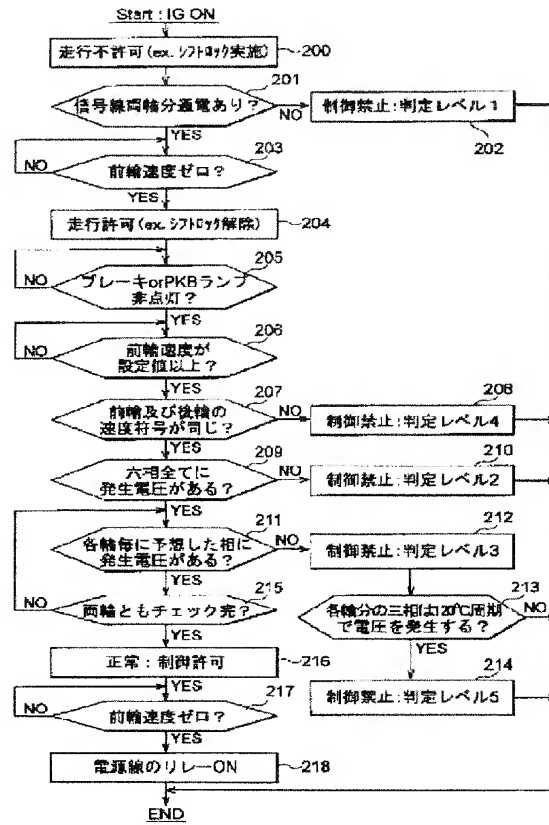 Start : IG ON
走行不許可(ex. シフトロック実施)
200
201
信号線両輪分通電あり?
NO
制御禁止:判定レベル1
202
YES
NO
203
前輪速度ゼロ?
YES
走行許可(ex. シフトロック解除)
204
NO
205
ブレーキorPKBランプ
非点灯?
YES
NO
206
前輪速度が
設定値以上?
YES
207
208
前輪及び後輪の
速度符号が同じ?
NO
制御禁止:判定レベル4
YES
209
210
六相全てに
発生電圧がある?
NO
制御禁止:判定レベル2
YES
211
212
各輪毎に予想した相に
発生電圧がある?
NO
制御禁止:判定レベル3
YES
215
213
両輪ともチェック完?
各輪分の三相は120℃周期
で電圧を発生する?
NO
YES
YES
正常:制御許可
216
214
制御禁止:判定レベル5
YES
NO
217
前輪速度ゼロ?
YES
電源線のリレーON
218
END